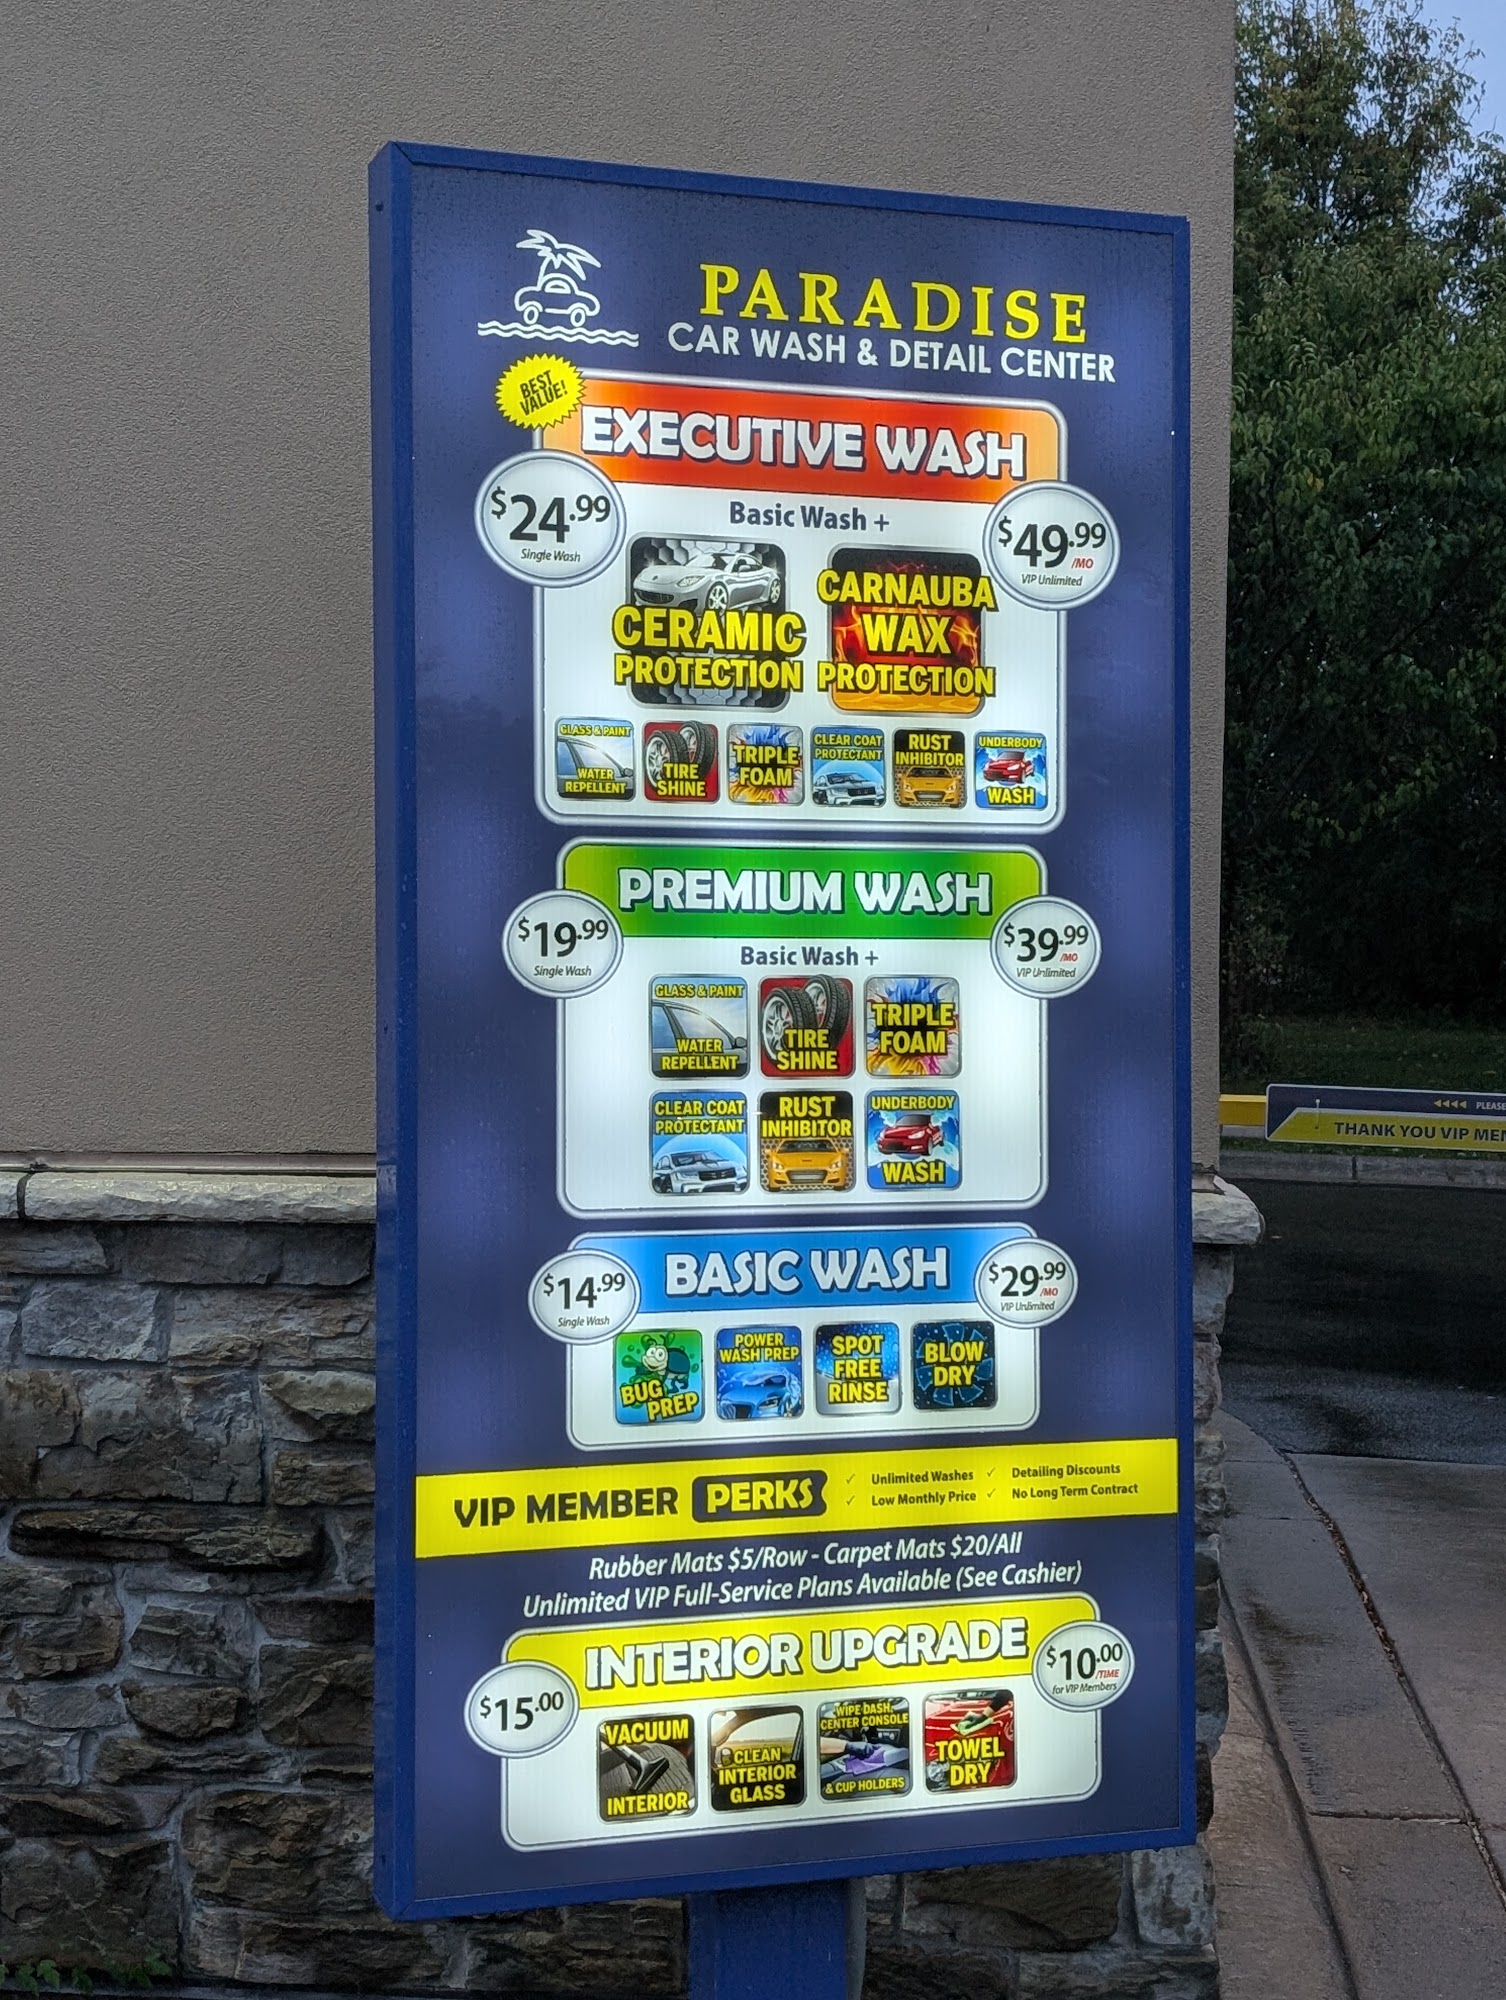 PARADISE
CAR WASH & DETAIL CENTER
BEST
VALUE!
EXECUTIVE WASH
$24.99
Single Wash
$49.99
/MO
VIP Unlimited
Basic Wash +
CERAMIC
PROTECTION
CARNAUBA
WAX
PROTECTION
GLASS & PAINT
WATER
REPELLENT
TIRE
SHINE
TRIPLE
FOAM
CLEAR COAT
PROTECTANT
RUST
INHIBITOR
UNDERBODY
WASH
PREMIUM WASH
$19.99
Single Wash
$39.99
/MO
VIP Unlimited
Basic Wash +
GLASS & PAINT
WATER
REPELLENT
TIRE
SHINE
TRIPLE
FOAM
CLEAR COAT
PROTECTANT
RUST
INHIBITOR
UNDERBODY
WASH
BASIC WASH
$14.99
Single Wash
$29.99
/MO
VIP Unlimited
BUG
PREP
POWER
WASH PREP
SPOT
FREE
RINSE
BLOW
DRY
VIP MEMBER PERKS
✓ Unlimited Washes ✓ Detailing Discounts
✓ Low Monthly Price ✓ No Long Term Contract
Rubber Mats $5/Row - Carpet Mats $20/All
Unlimited VIP Full-Service Plans Available (See Cashier)
INTERIOR UPGRADE
$15.00
$10.00
/TIME
for VIP Members
VACUUM
INTERIOR
CLEAN
INTERIOR
GLASS
WIPE DASH,
CENTER CONSOLE
& CUP HOLDERS
TOWEL
DRY
PLEASE
THANK YOU VIP MEM